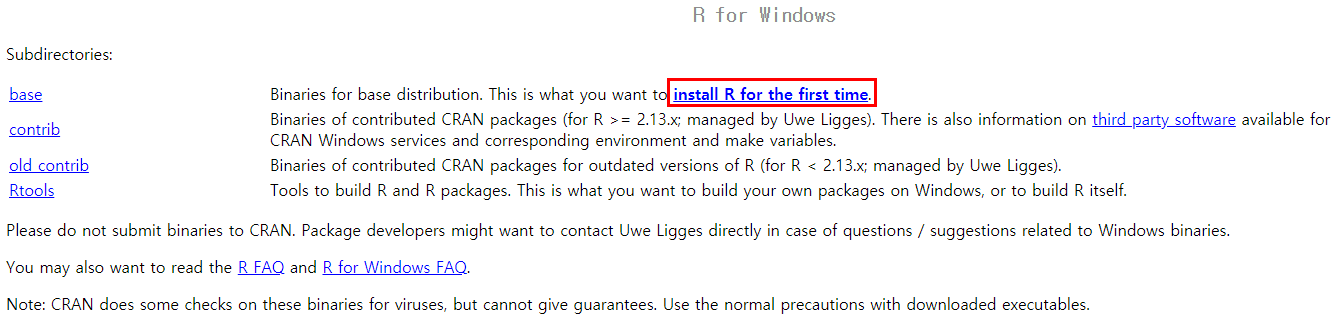 R for Windows
Subdirectories:
base Binaries for base distribution. This is what you want to install R for the first time.
contrib Binaries of contributed CRAN packages (for R >= 2.13.x; managed by Uwe Ligges). There is also information on third party software available for
CRAN Windows services and corresponding environment and make variables.
old contrib Binaries of contributed CRAN packages for outdated versions of R (for R < 2.13.x; managed by Uwe Ligges).
Rtools Tools to build R and R packages. This is what you want to build your own packages on Windows, or to build R itself.
Please do not submit binaries to CRAN. Package developers might want to contact Uwe Ligges directly in case of questions / suggestions related to Windows binaries.
You may also want to read the R FAQ and R for Windows FAQ.
Note: CRAN does some checks on these binaries for viruses, but cannot give guarantees. Use the normal precautions with downloaded executables.